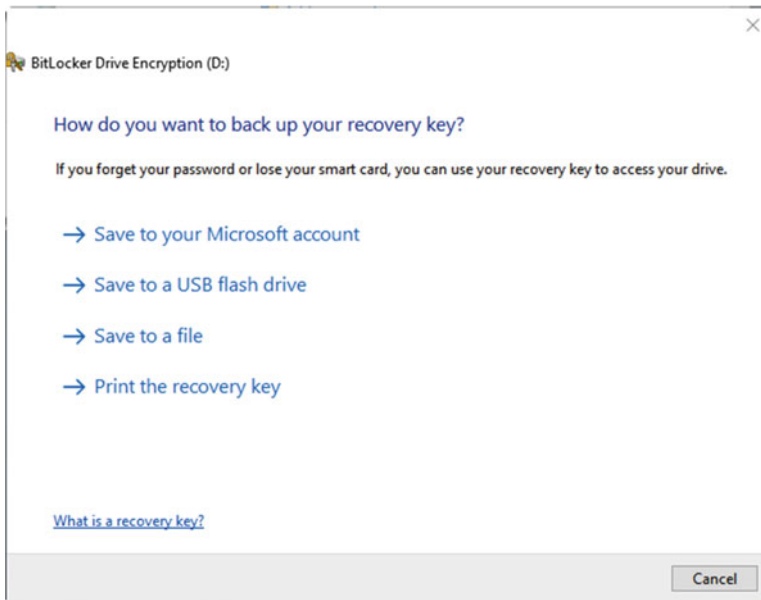 BitLocker Drive Encryption (D:)
How do you want to back up your recovery key?
If you forget your password or lose your smart card, you can use your recovery key to access your drive.
→ Save to your Microsoft account
→ Save to a USB flash drive
→ Save to a file
→ Print the recovery key
What is a recovery key?
Cancel